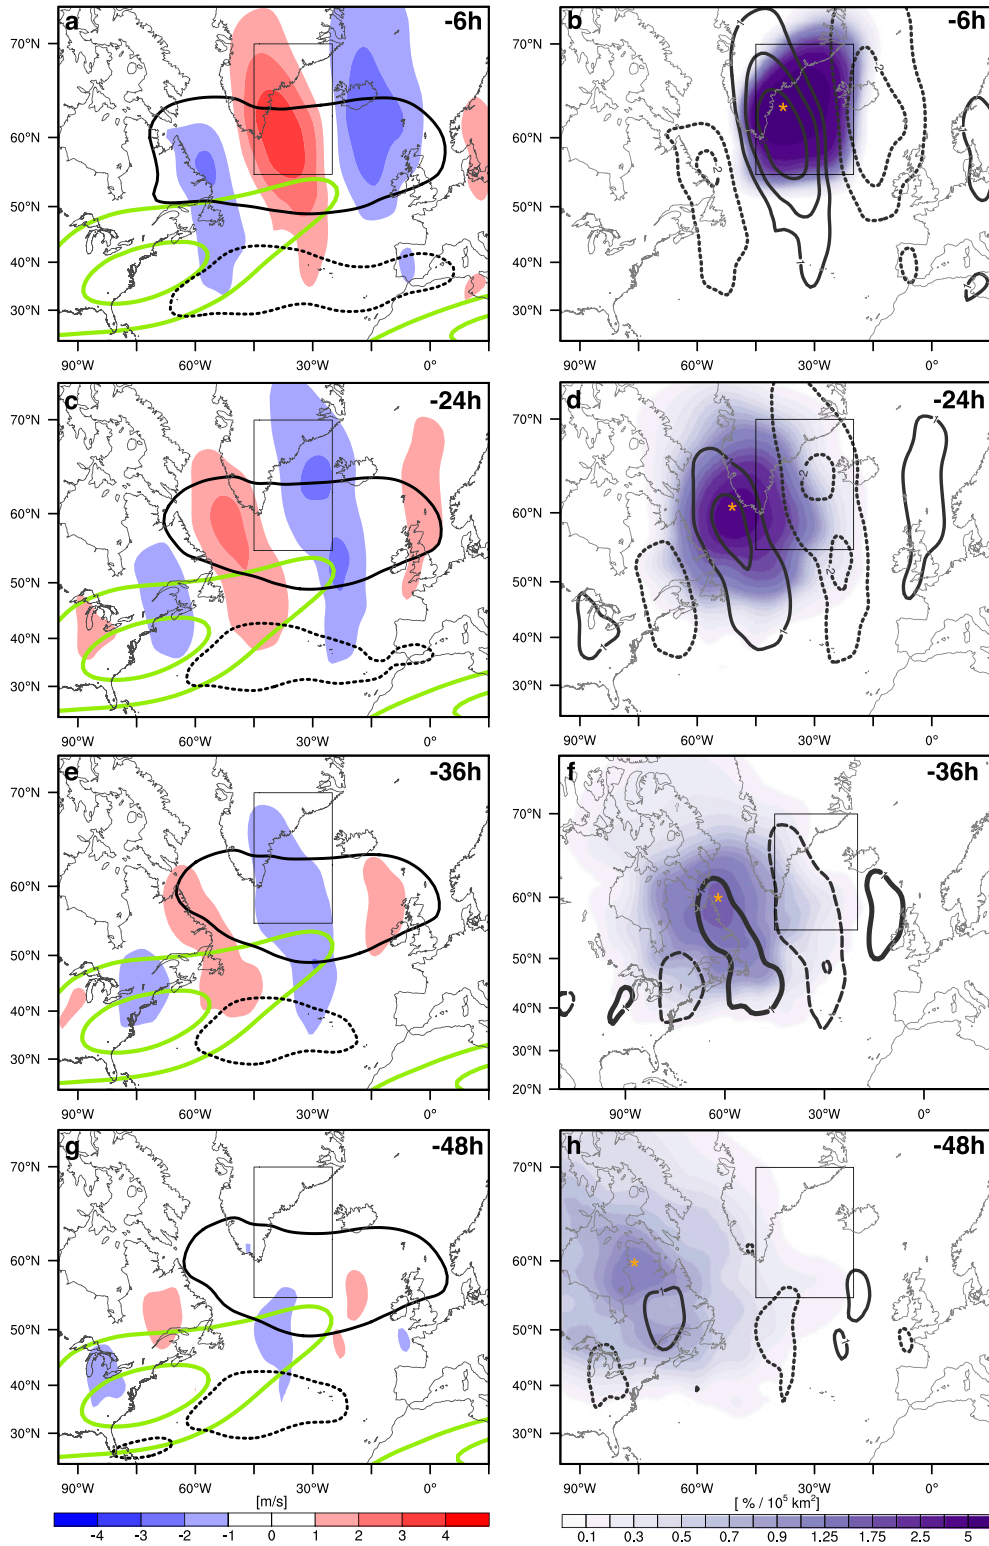 a -6h b -6h
70°N 70°N
60°N 60°N
50°N 50°N
40°N 40°N
30°N 30°N
90°W 60°W 30°W 0° 90°W 60°W 30°W 0°
c -24h d -24h
70°N 70°N
60°N 60°N
50°N 50°N
40°N 40°N
30°N 30°N
90°W 60°W 30°W 0° 90°W 60°W 30°W 0°
e -36h f -36h
70°N 70°N
60°N 60°N
50°N 50°N
40°N 40°N
30°N 30°N
20°N
90°W 60°W 30°W 0° 90°W 60°W 30°W 0°
g -48h h -48h
70°N 70°N
60°N 60°N
50°N 50°N
40°N 40°N
30°N 30°N
90°W 60°W 30°W 0° 90°W 60°W 30°W 0°
[m/s] [ % / 10⁵ km²]
-4 -3 -2 -1 0 1 2 3 4 0.1 0.3 0.5 0.7 0.9 1.25 1.75 2.5 5